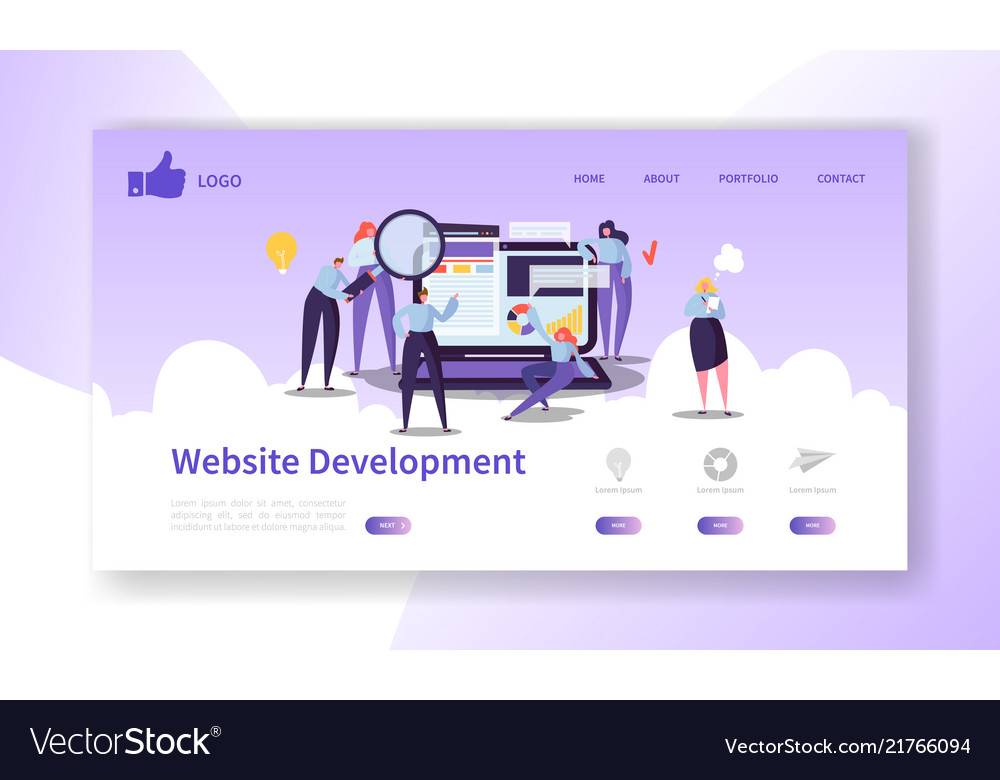 LOGO
HOME ABOUT PORTFOLIO CONTACT
Website Development
Lorem ipsum dolor sit amet, consectetur
adipiscing elit, sed do eiusmod tempor
incididunt ut labore et dolore magna aliqua.
NEXT
Lorem Ipsum Lorem Ipsum Lorem Ipsum
MORE MORE MORE
VectorStock®
VectorStock.com/21766094